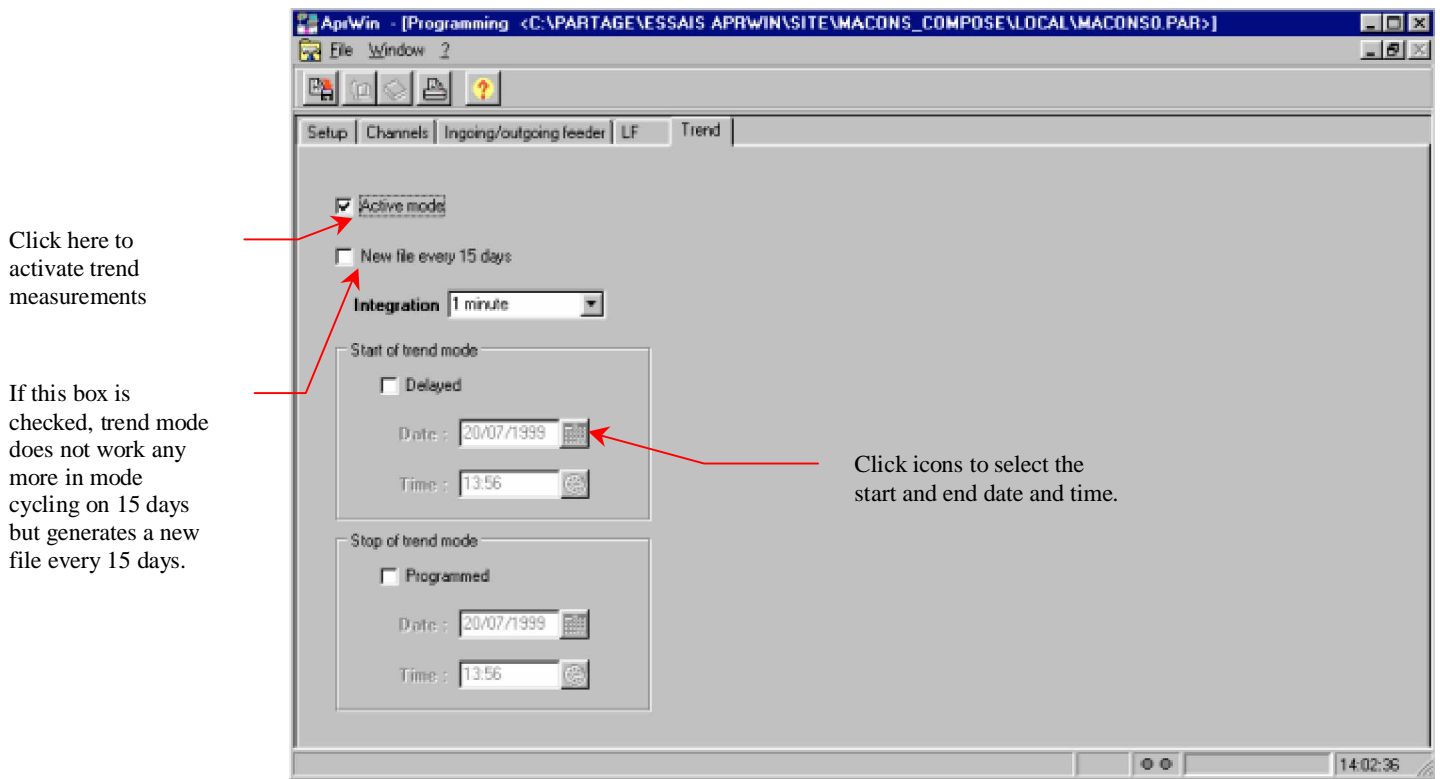 AprWin - [Programming <C:\PARTAGE\ESSAIS APRWIN\SITE\MACONS_COMPOSE\LOCAL\MACONS0.PAR>]
File Window ?
Setup Channels Ingoing/outgoing feeder LF Trend
Active mode
Click here to
activate trend
measurements
New file every 15 days
Integration 1 minute
Start of trend mode
Delayed
Date : 20/07/1999
Time : 13:56
If this box is
checked, trend mode
does not work any
more in mode
cycling on 15 days
but generates a new
file every 15 days.
Click icons to select the
start and end date and time.
Stop of trend mode
Programmed
Date : 20/07/1999
Time : 13:56
14:02:36